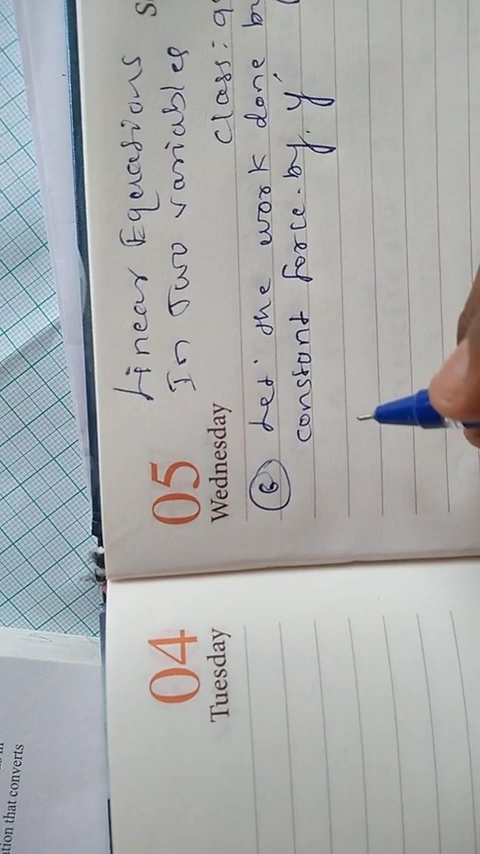 Linear Equations
In Two variables
class: 9
05
Wednesday
6 Let the work done by
constant force by y
04
Tuesday
tion that converts